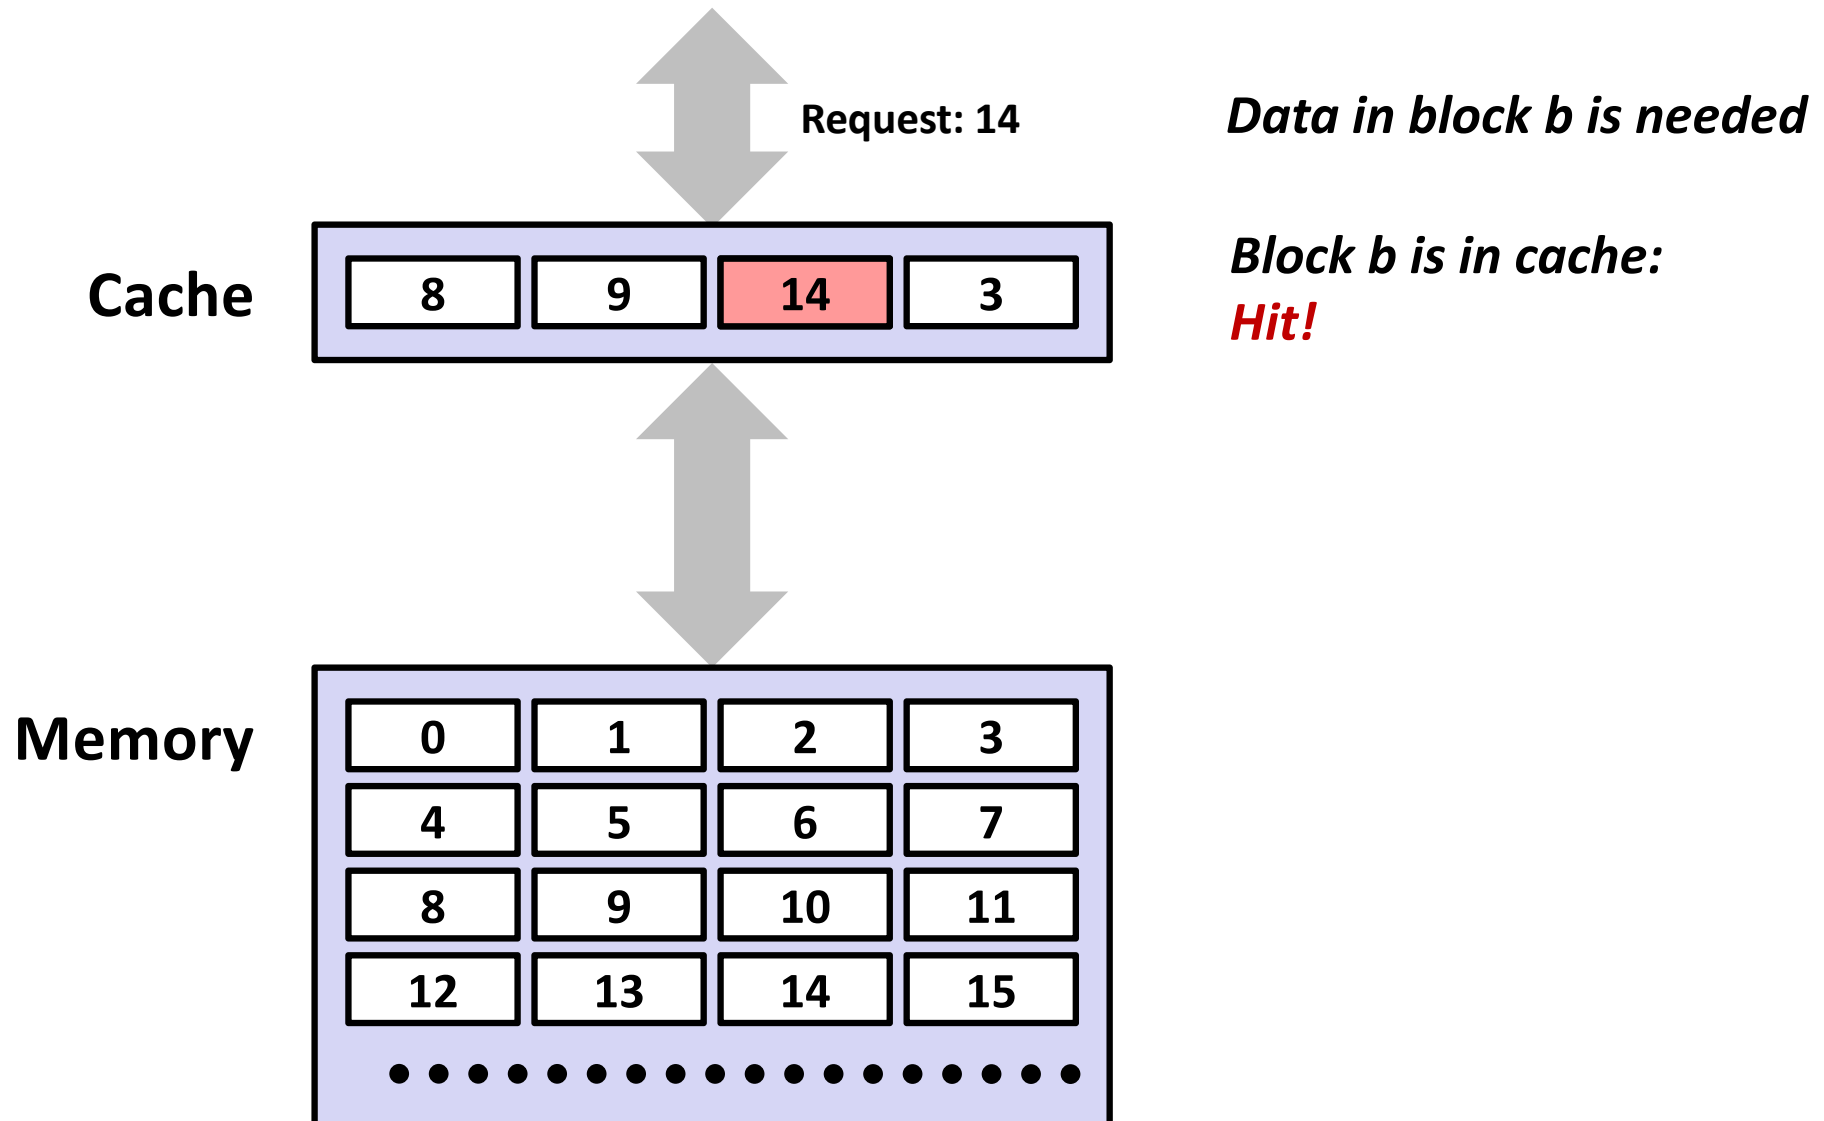 Request: 14
Data in block b is needed
Cache
8 9 14 3
Block b is in cache:
Hit!
Memory
0 1 2 3
4 5 6 7
8 9 10 11
12 13 14 15